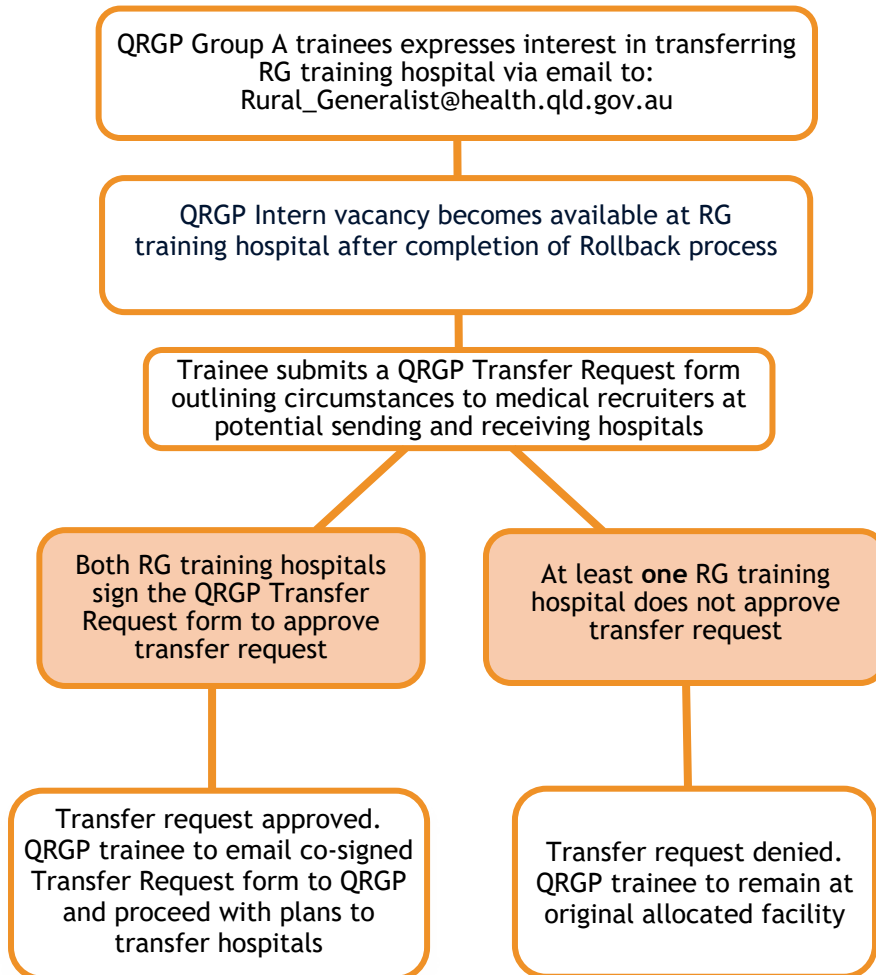 QRGP Group A trainees expresses interest in transferring
RG training hospital via email to:
Rural_Generalist@health.qld.gov.au
QRGP Intern vacancy becomes available at RG
training hospital after completion of Rollback process
Trainee submits a QRGP Transfer Request form
outlining circumstances to medical recruiters at
potential sending and receiving hospitals
Both RG training hospitals
sign the QRGP Transfer
Request form to approve
transfer request
At least one RG training
hospital does not approve
transfer request
Transfer request approved.
QRGP trainee to email co-signed
Transfer Request form to QRGP
and proceed with plans to
transfer hospitals
Transfer request denied.
QRGP trainee to remain at
original allocated facility